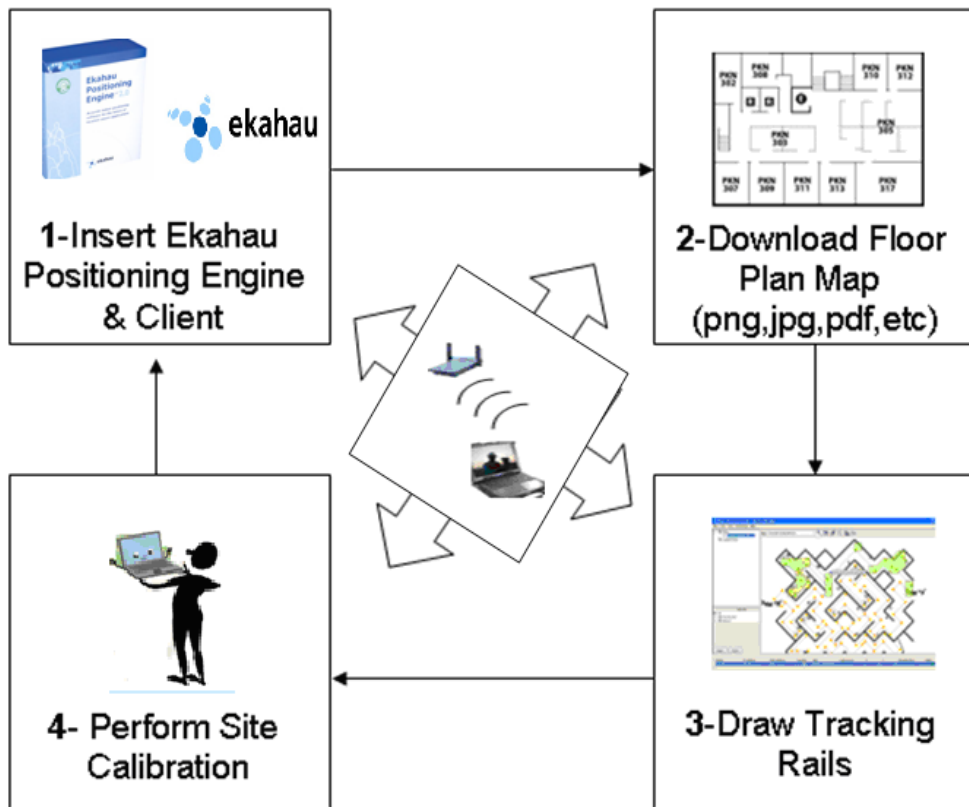 Ekahau
Positioning
Engine
ekahau
ekahau
1-Insert Ekahau
Positioning Engine
& Client
PKN
302
PKN
308
PKN
310
PKN
312
PKN
303
PKN
305
PKN
307
PKN
309
PKN
311
PKN
313
PKN
317
2-Download Floor
Plan Map
(png,jpg,pdf,etc)
4- Perform Site
Calibration
3-Draw Tracking
Rails